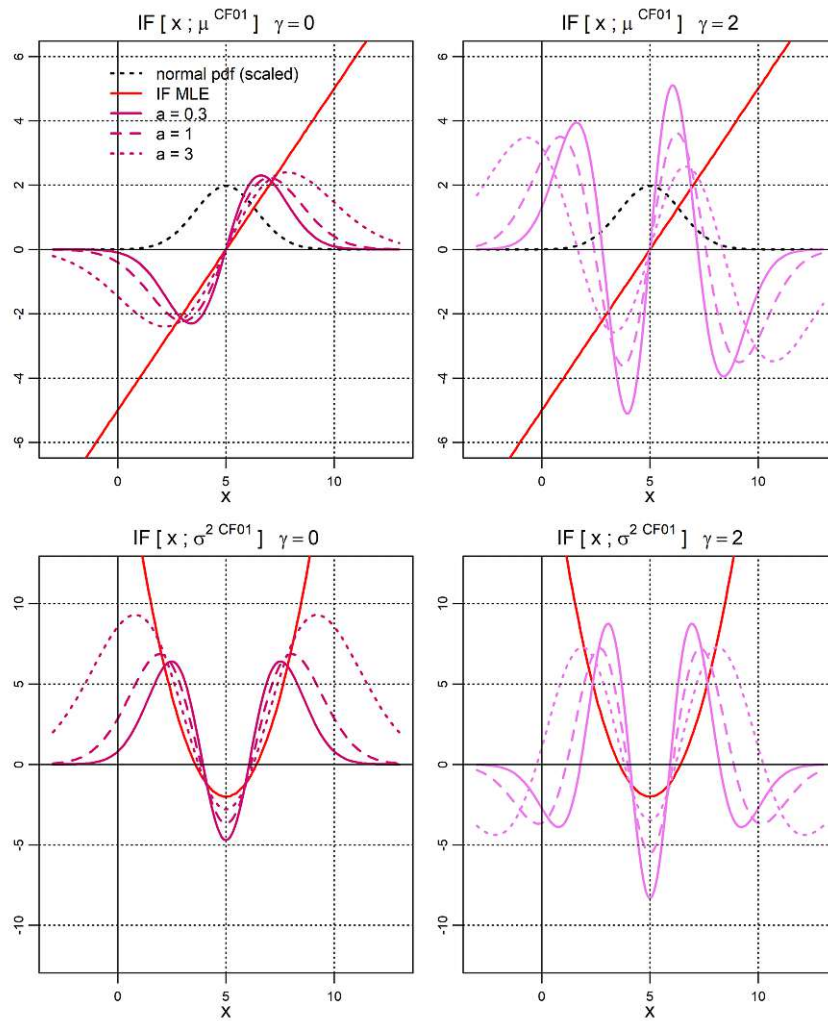 IF [ x ; μ^CF01 ] γ = 0
6
4
2
0
-2
-4
-6
normal pdf (scaled)
IF MLE
a = 0.3
a = 1
a = 3
0 5 10
x
IF [ x ; μ^CF01 ] γ = 2
6
4
2
0
-2
-4
-6
0 5 10
x
IF [ x ; σ^2 CF01 ] γ = 0
10
5
0
-5
-10
0 5 10
x
IF [ x ; σ^2 CF01 ] γ = 2
10
5
0
-5
-10
0 5 10
x